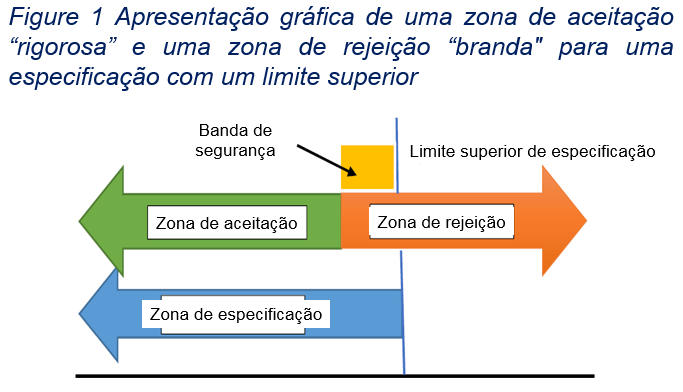 Figure 1 Apresentação gráfica de uma zona de aceitação
“rigorosa” e uma zona de rejeição “branda" para uma
especificação com um limite superior
Banda de
segurança
Limite superior de especificação
Zona de aceitação
Zona de rejeição
Zona de especificação